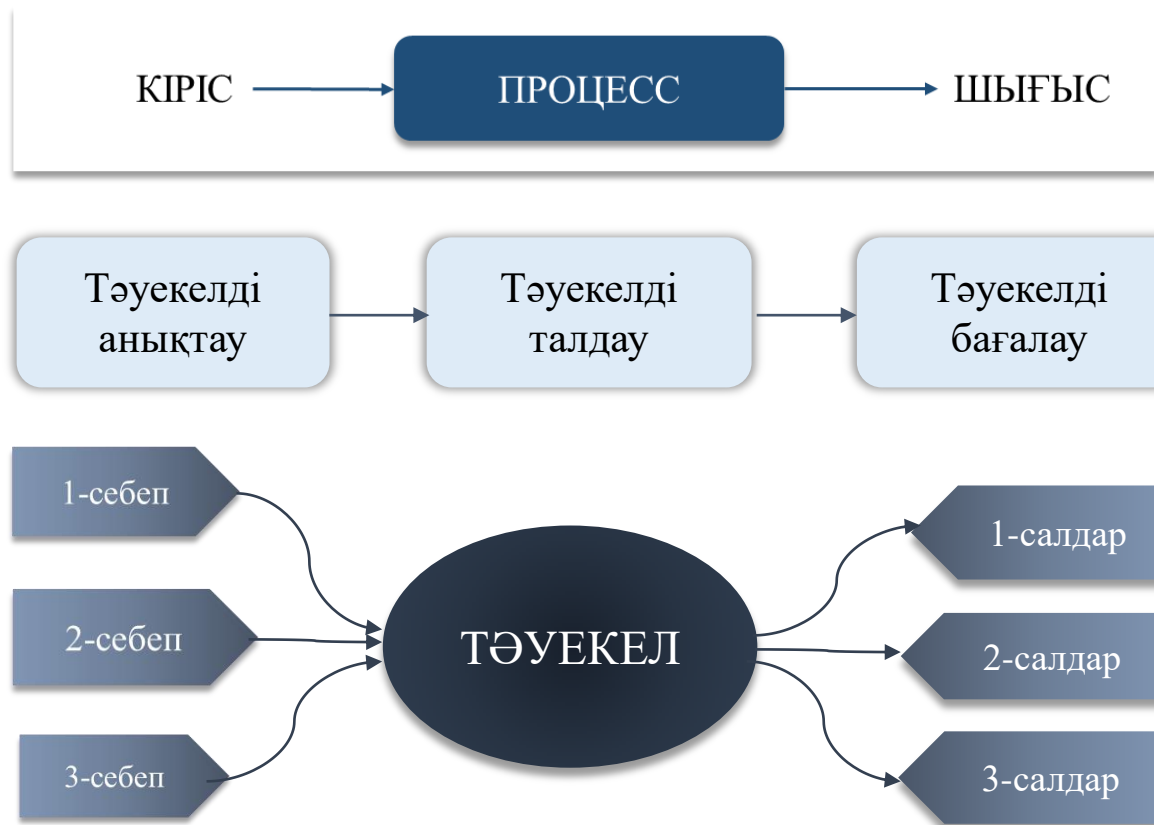 КІРІС
ПРОЦЕСС
ШЫҒЫС
Тәуекелді
анықтау
Тәуекелді
талдау
Тәуекелді
бағалау
1-себеп
2-себеп
3-себеп
ТӘУЕКЕЛ
1-салдар
2-салдар
3-салдар